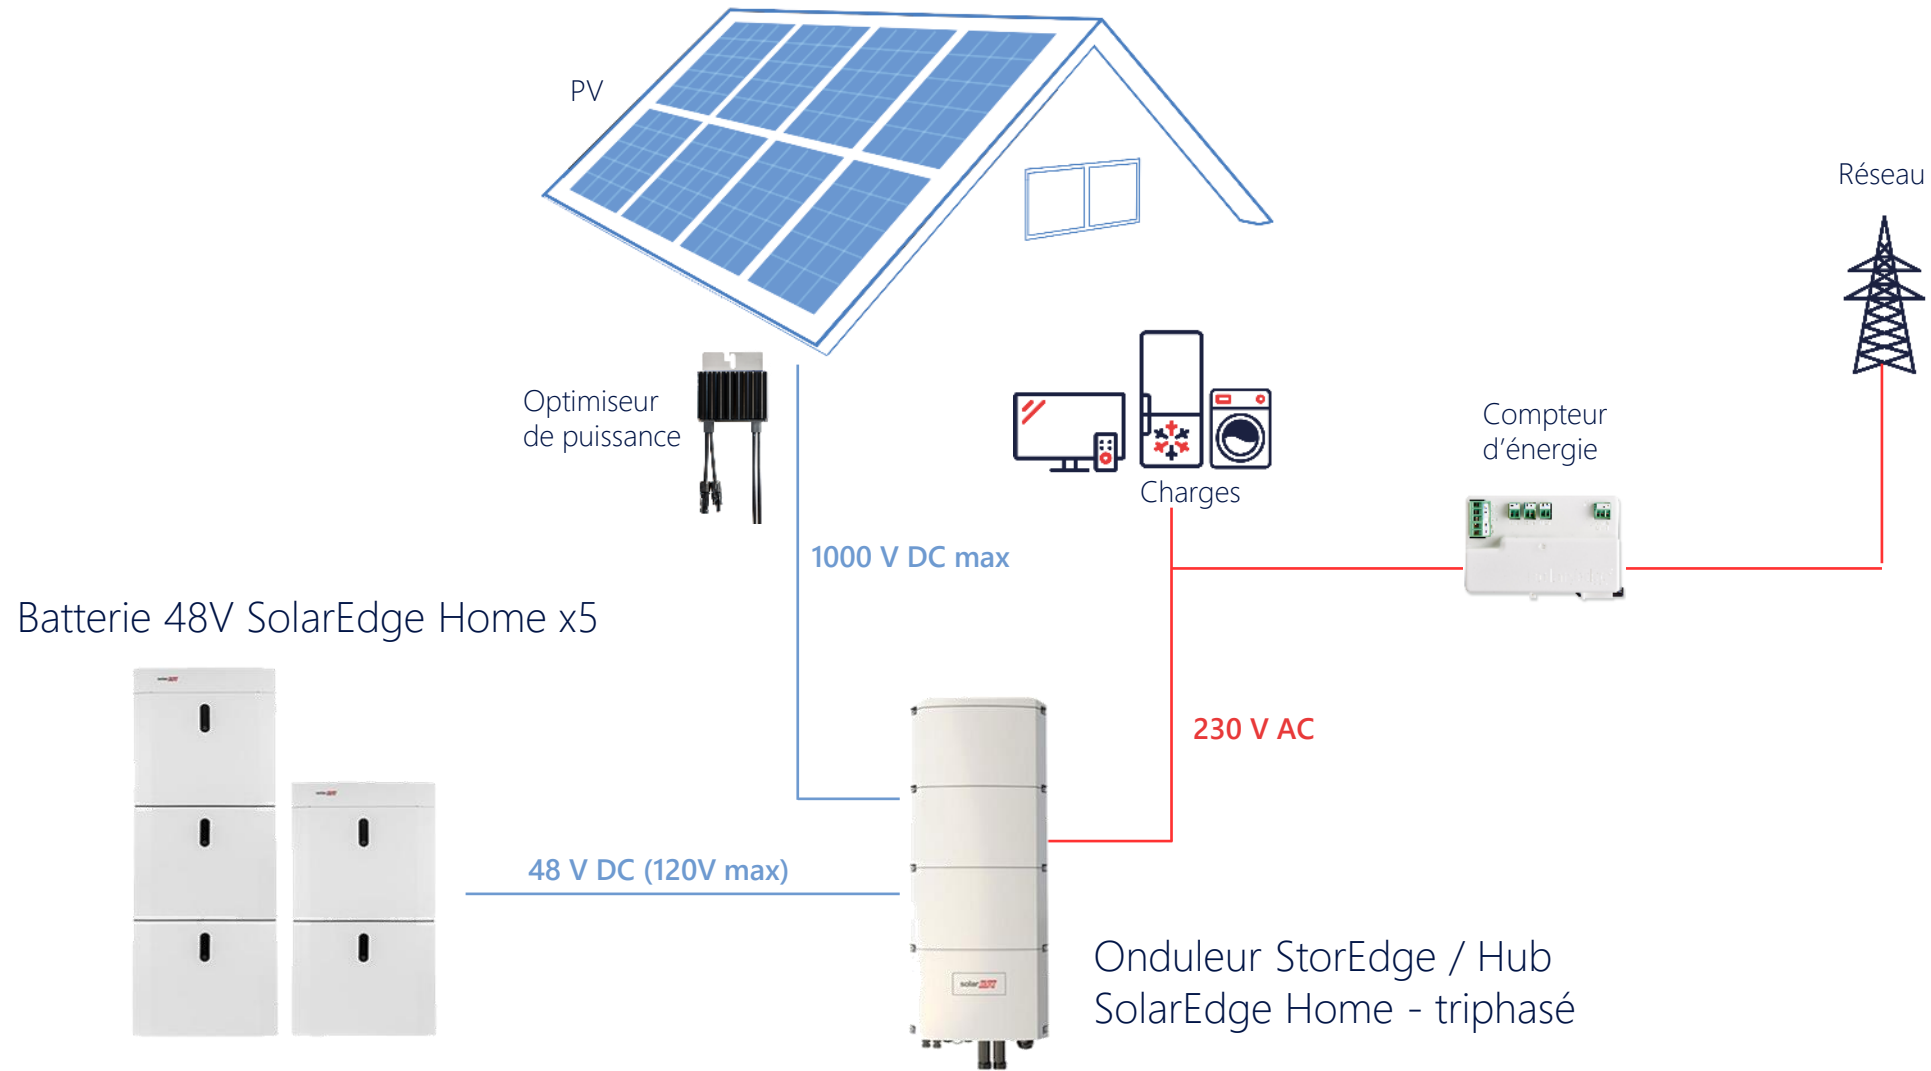 PV
Réseau
Optimiseur
de puissance
Charges
Compteur
d’énergie
1000 V DC max
Batterie 48V SolarEdge Home x5
230 V AC
48 V DC (120V max)
Onduleur StorEdge / Hub
SolarEdge Home - triphasé
solaredge